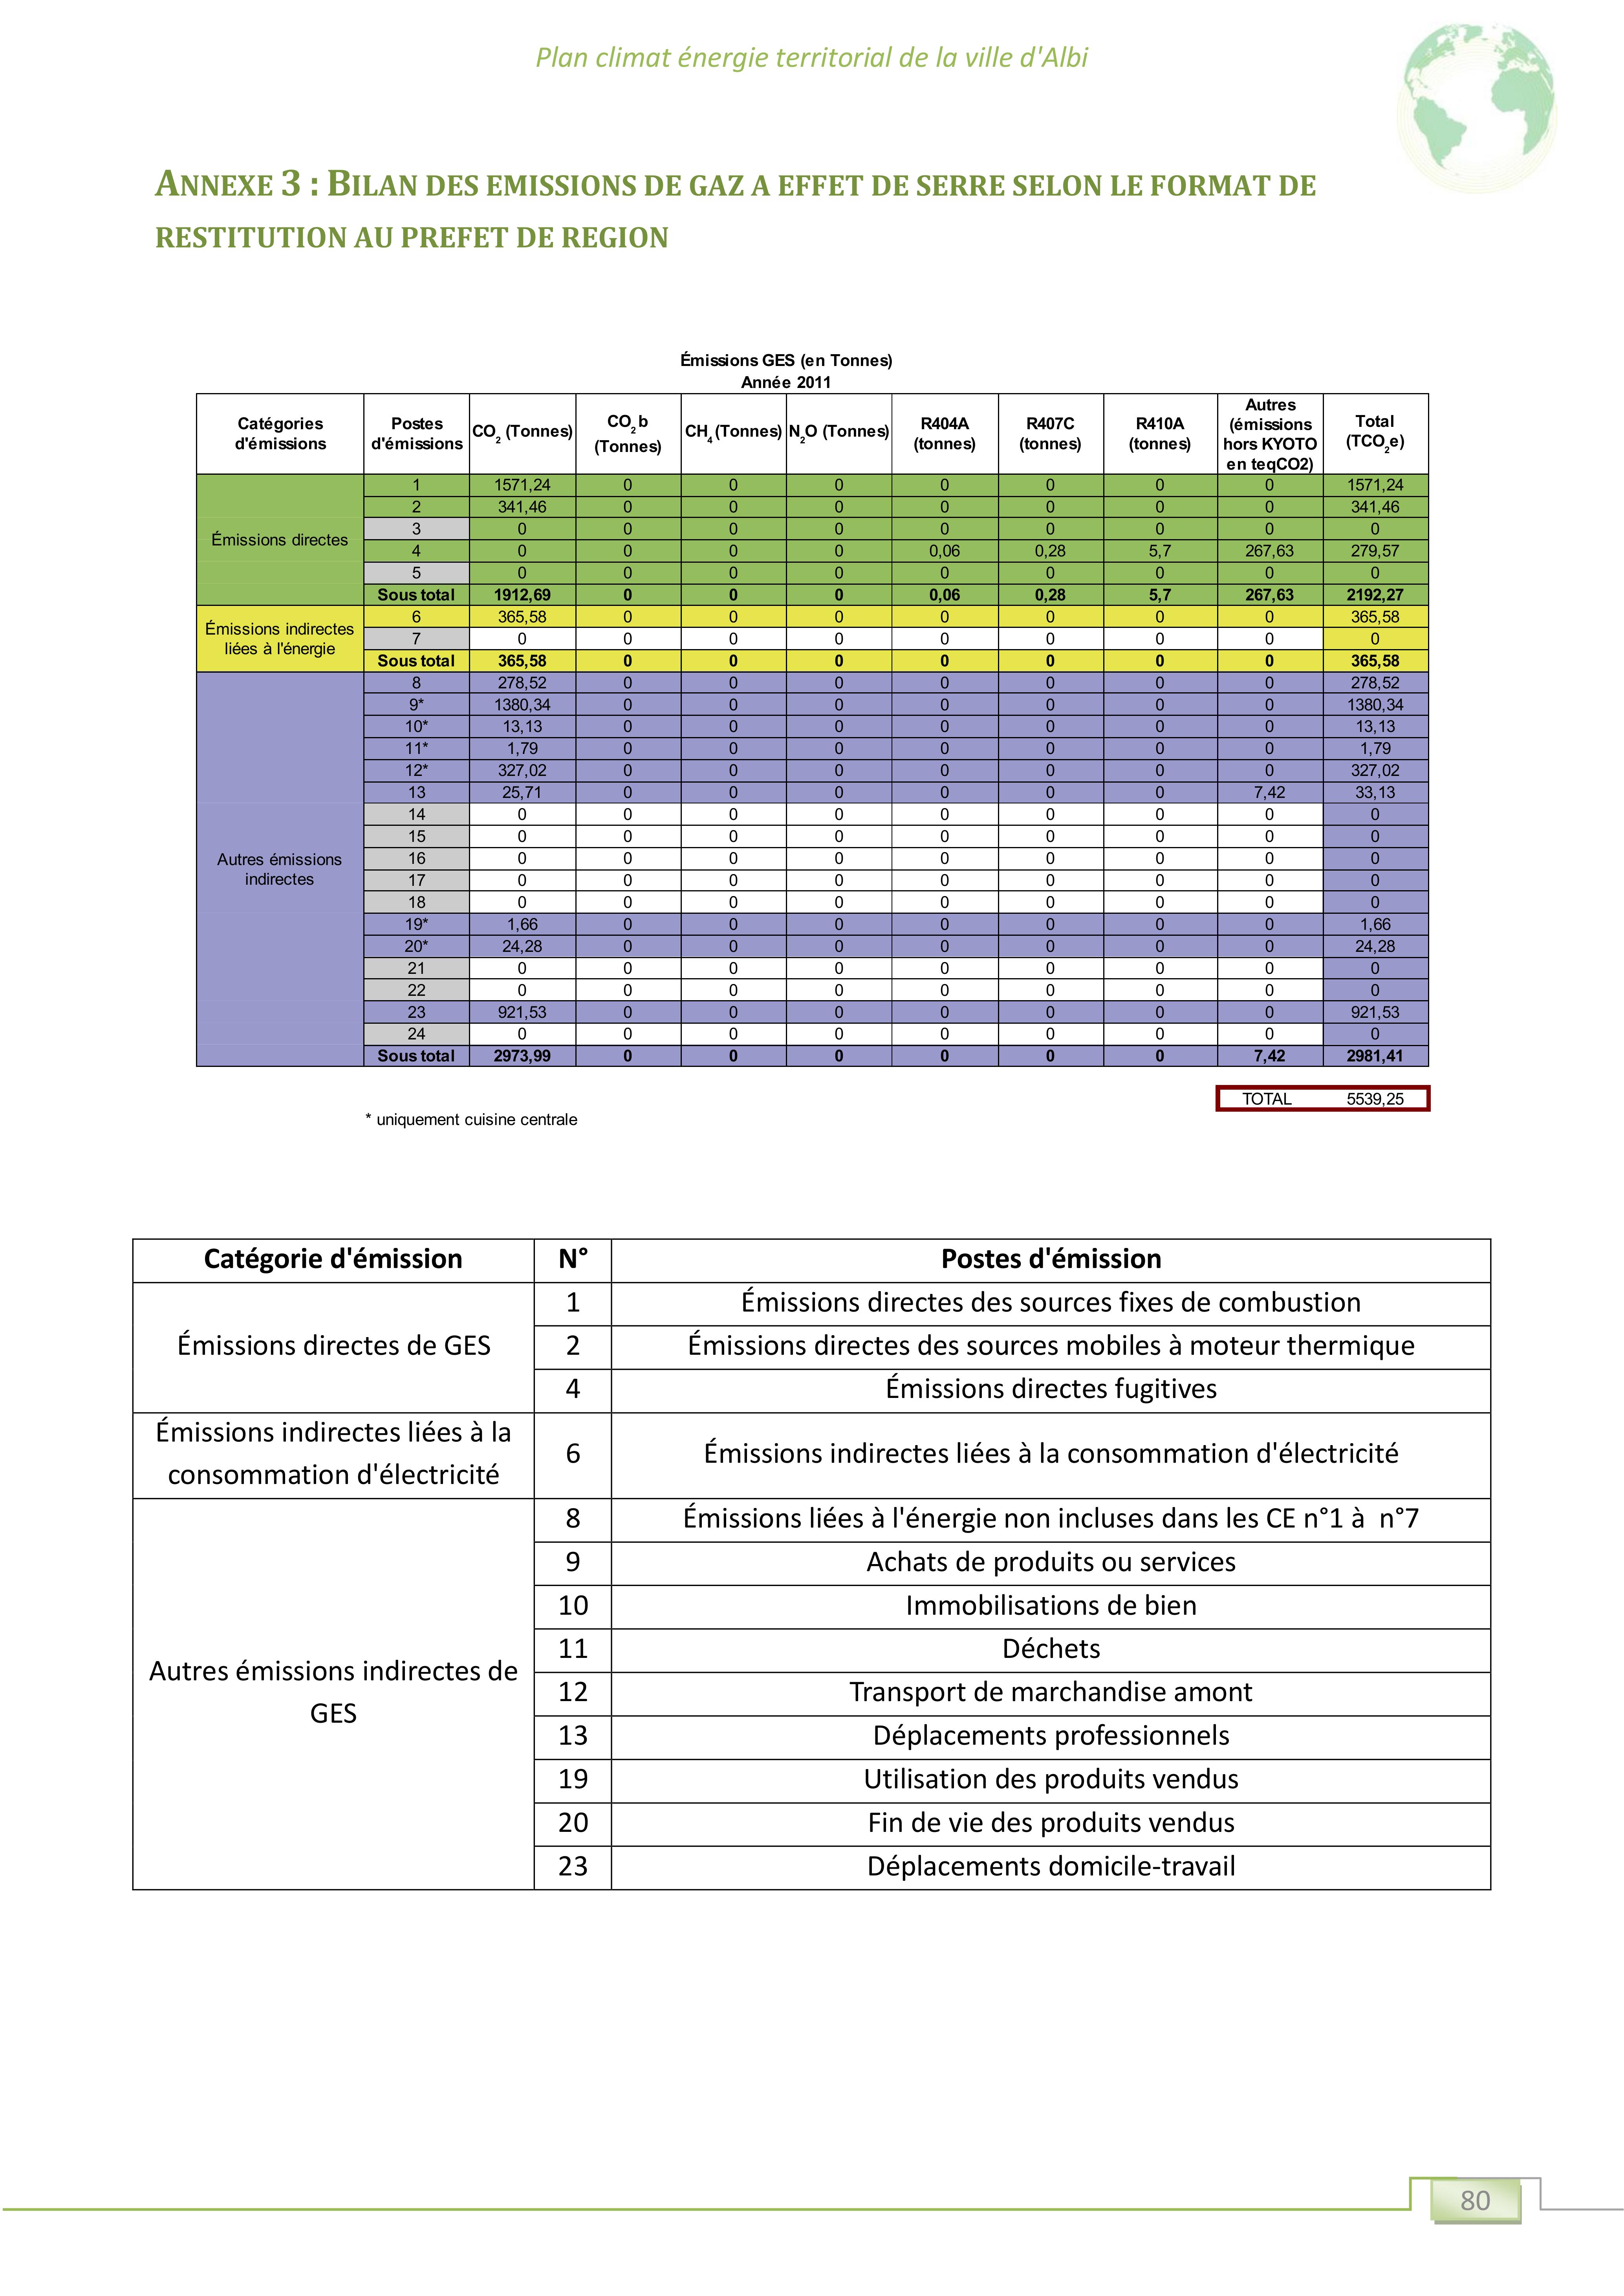 Plan climat énergie territorial de la ville d'Albi
ANNEXE 3 : BILAN DES EMISSIONS DE GAZ A EFFET DE SERRE SELON LE FORMAT DE
RESTITUTION AU PREFET DE REGION
Émissions GES (en Tonnes)
Année 2011
Catégories d'émissions Postes d'émissions CO2 (Tonnes) CO2 b (Tonnes) CH4 (Tonnes) N2O (Tonnes) R404A (tonnes) R407C (tonnes) R410A (tonnes) Autres (émissions hors KYOTO en teqCO2) Total (TCO2e)
Émissions directes
1 1571,24 0 0 0 0 0 0 0 1571,24
2 341,46 0 0 0 0 0 0 0 341,46
3 0 0 0 0 0 0 0 0 0
4 0 0 0 0 0,06 0,28 5,7 267,63 279,57
5 0 0 0 0 0 0 0 0 0
Sous total 1912,69 0 0 0 0,06 0,28 5,7 267,63 2192,27
Émissions indirectes
liées à l'énergie
6 365,58 0 0 0 0 0 0 0 365,58
7 0 0 0 0 0 0 0 0 0
Sous total 365,58 0 0 0 0 0 0 0 365,58
Autres émissions
indirectes
8 278,52 0 0 0 0 0 0 0 278,52
9* 1380,34 0 0 0 0 0 0 0 1380,34
10* 13,13 0 0 0 0 0 0 0 13,13
11* 1,79 0 0 0 0 0 0 0 1,79
12* 327,02 0 0 0 0 0 0 0 327,02
13 25,71 0 0 0 0 0 0 7,42 33,13
14 0 0 0 0 0 0 0 0 0
15 0 0 0 0 0 0 0 0 0
16 0 0 0 0 0 0 0 0 0
17 0 0 0 0 0 0 0 0 0
18 0 0 0 0 0 0 0 0 0
19* 1,66 0 0 0 0 0 0 0 1,66
20* 24,28 0 0 0 0 0 0 0 24,28
21 0 0 0 0 0 0 0 0 0
22 0 0 0 0 0 0 0 0 0
23 921,53 0 0 0 0 0 0 0 921,53
24 0 0 0 0 0 0 0 0 0
Sous total 2973,99 0 0 0 0 0 0 7,42 2981,41
TOTAL 5539,25
* uniquement cuisine centrale
Catégorie d'émission N° Postes d'émission
Émissions directes de GES
1 Émissions directes des sources fixes de combustion
2 Émissions directes des sources mobiles à moteur thermique
4 Émissions directes fugitives
Émissions indirectes liées à la
consommation d'électricité
6 Émissions indirectes liées à la consommation d'électricité
Autres émissions indirectes de
GES
8 Émissions liées à l'énergie non incluses dans les CE n°1 à n°7
9 Achats de produits ou services
10 Immobilisations de bien
11 Déchets
12 Transport de marchandise amont
13 Déplacements professionnels
19 Utilisation des produits vendus
20 Fin de vie des produits vendus
23 Déplacements domicile-travail
80